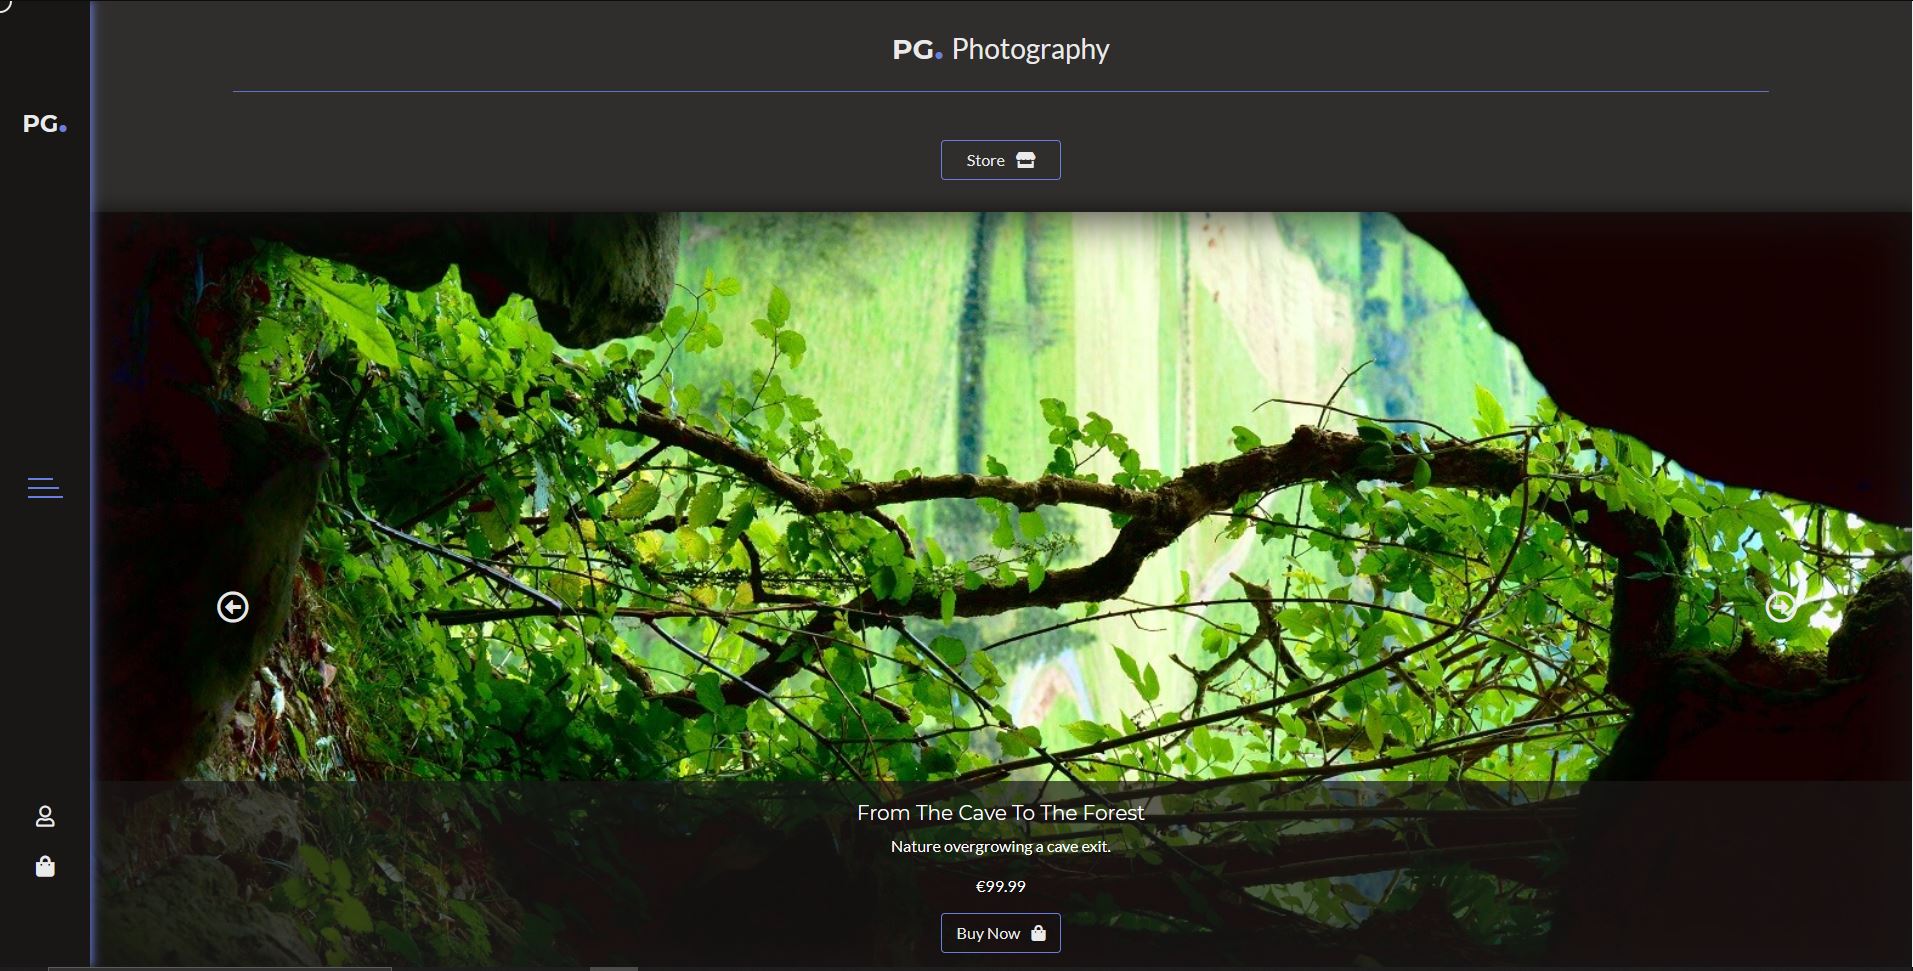 PG. Photography
PG.
Store
From The Cave To The Forest
Nature overgrowing a cave exit.
€99.99
Buy Now